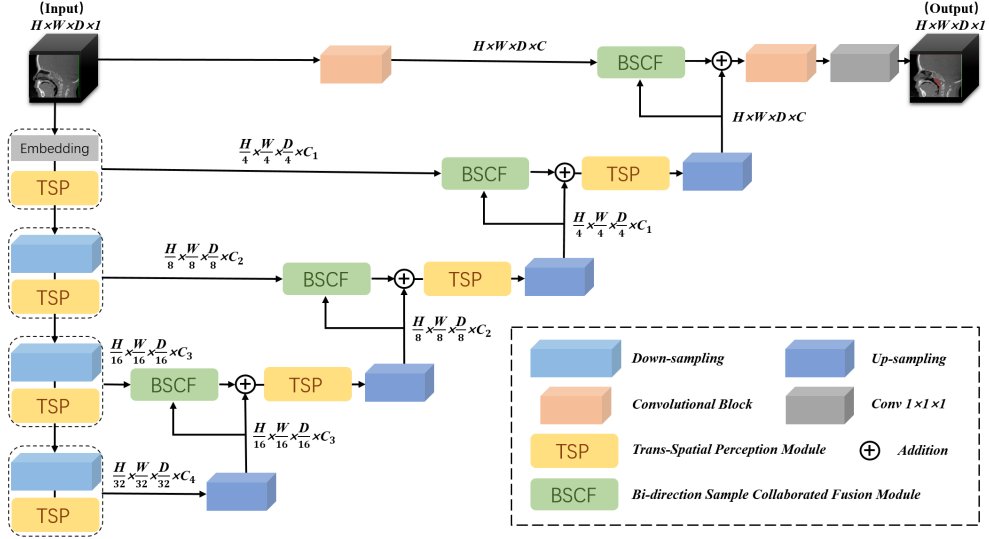 (Input)
H×W×D×1
(Output)
H×W×D×1
H×W×D×C
BSCF
H×W×D×C
Embedding
TSP
H/4×W/4×D/4×C₁
BSCF
TSP
H/4×W/4×D/4×C₁
TSP
H/8×W/8×D/8×C₂
BSCF
TSP
H/8×W/8×D/8×C₂
TSP
H/16×W/16×D/16×C₃
BSCF
TSP
H/16×W/16×D/16×C₃
TSP
H/32×W/32×D/32×C₄
Down-sampling
Up-sampling
Convolutional Block
Conv 1×1×1
TSP
Trans-Spatial Perception Module
Addition
BSCF
Bi-direction Sample Collaborated Fusion Module